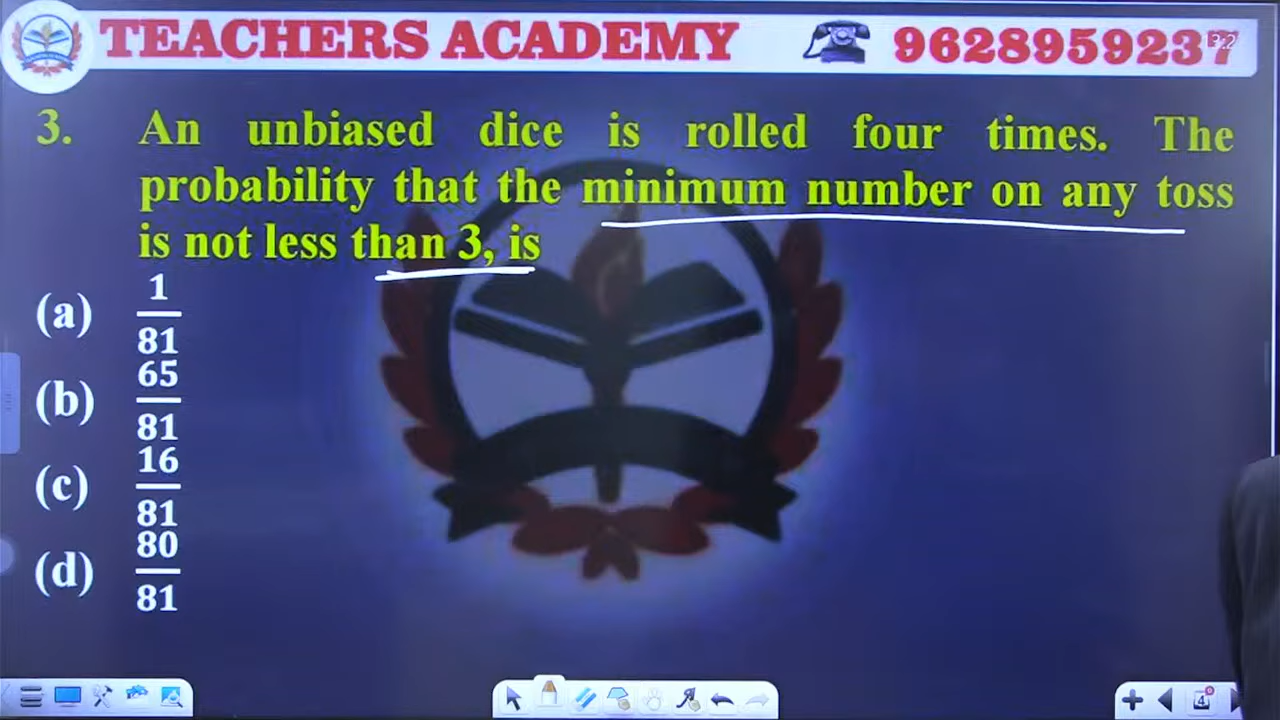 TEACHERS ACADEMY 9628959237
3. An unbiased dice is rolled four times. The
probability that the minimum number on any toss
is not less than 3, is
(a) 1/81
(b) 65/81
(c) 16/81
(d) 80/81
4